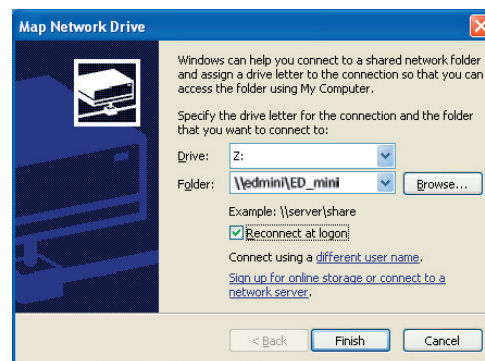 Map Network Drive
Windows can help you connect to a shared network folder
and assign a drive letter to the connection so that you can
access the folder using My Computer.
Specify the drive letter for the connection and the folder
that you want to connect to:
Drive: Z:
Folder: \\edmini\ED_mini Browse...
Example: \\server\share
Reconnect at logon
Connect using a different user name.
Sign up for online storage or connect to a
network server.
< Back Finish Cancel